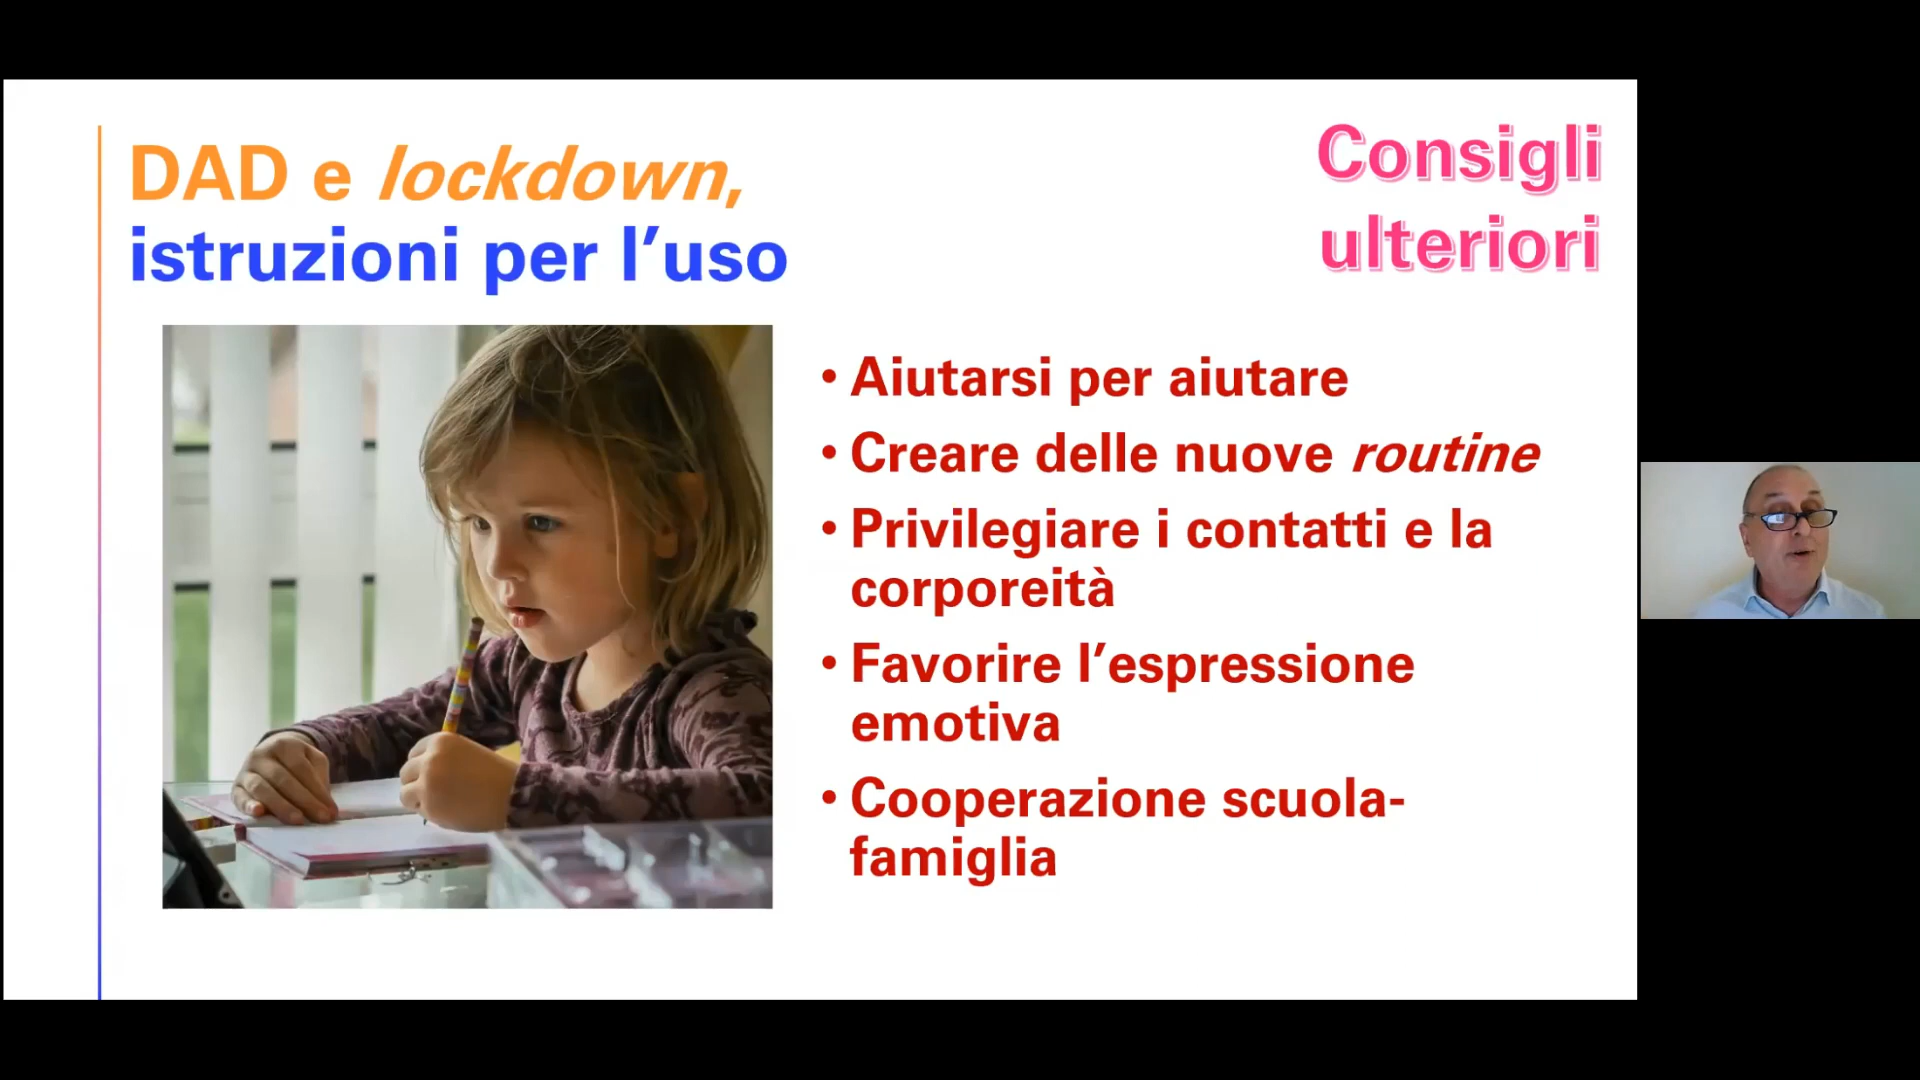 DAD e lockdown,
istruzioni per l’uso
Consigli
ulteriori
• Aiutarsi per aiutare
• Creare delle nuove routine
• Privilegiare i contatti e la
corporeità
• Favorire l’espressione
emotiva
• Cooperazione scuola-
famiglia